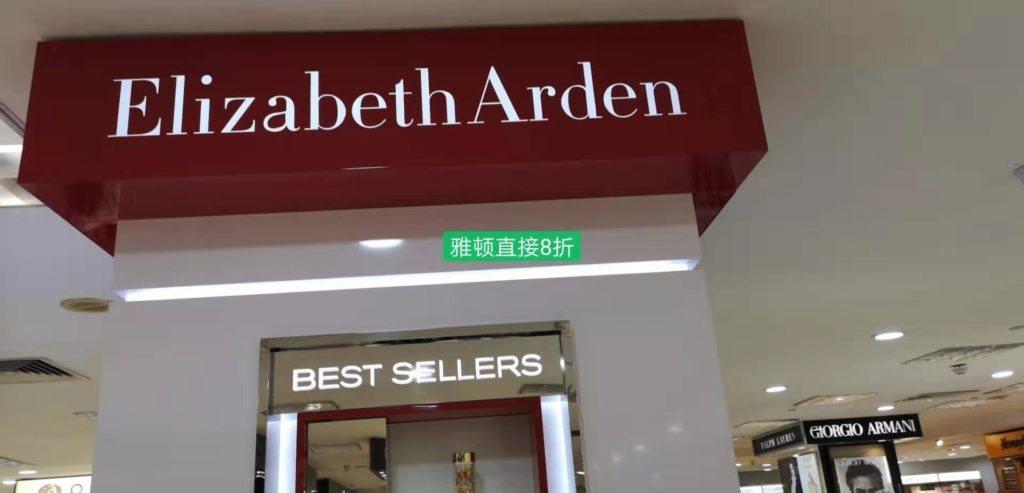 Elizabeth Arden
雅顿直接8折
BEST SELLERS
RALPH LAUREN
GIORGIO ARMANI